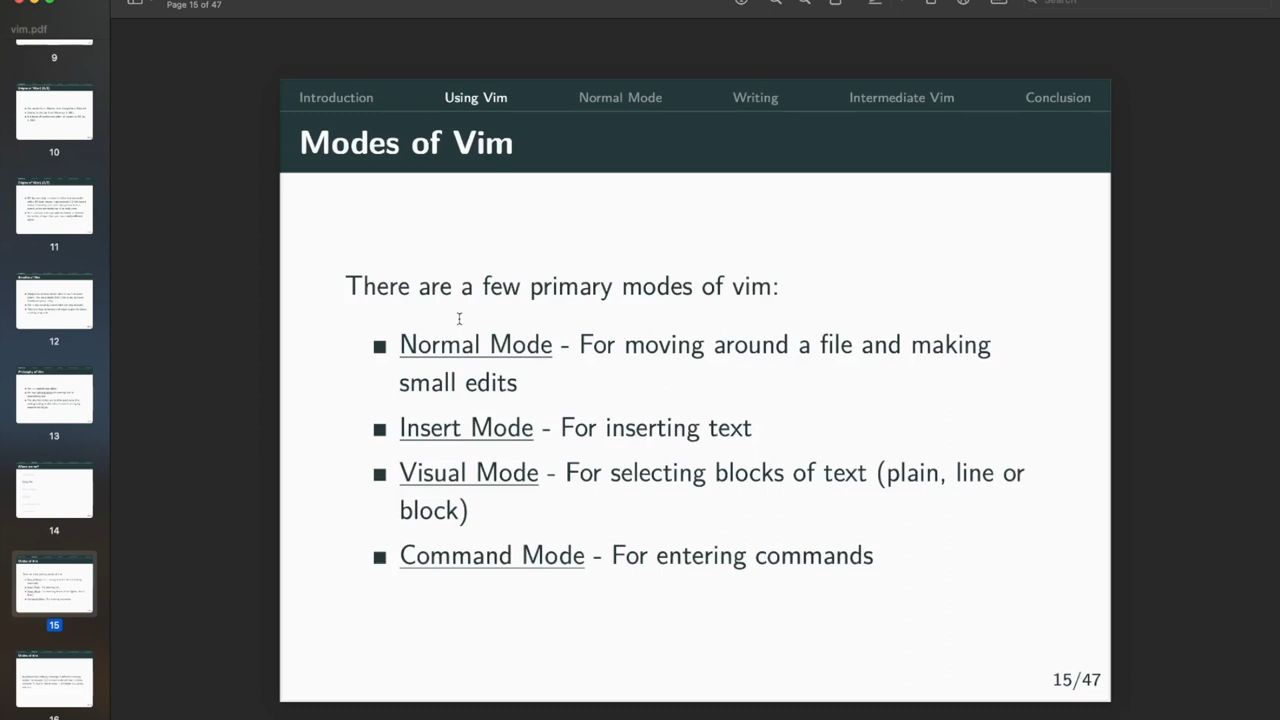 Page 15 of 47
Search
vim.pdf
9
10
11
12
13
14
15
16
Introduction Using Vim Normal Mode Writing Intermediate Vim Conclusion
Modes of Vim
There are a few primary modes of vim:
■ Normal Mode - For moving around a file and making
small edits
■ Insert Mode - For inserting text
■ Visual Mode - For selecting blocks of text (plain, line or
block)
■ Command Mode - For entering commands
15/47